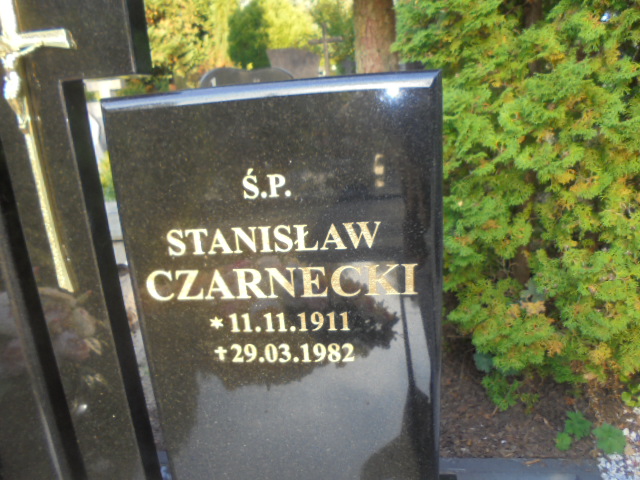 Ś.P.
STANISŁAW
CZARNECKI
*11.11.1911
✝29.03.1982